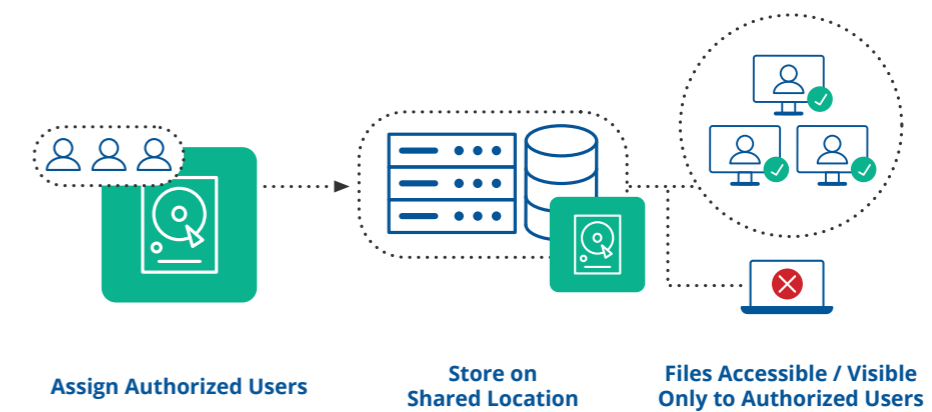 Assign Authorized Users
Store on
Shared Location
Files Accessible / Visible
Only to Authorized Users